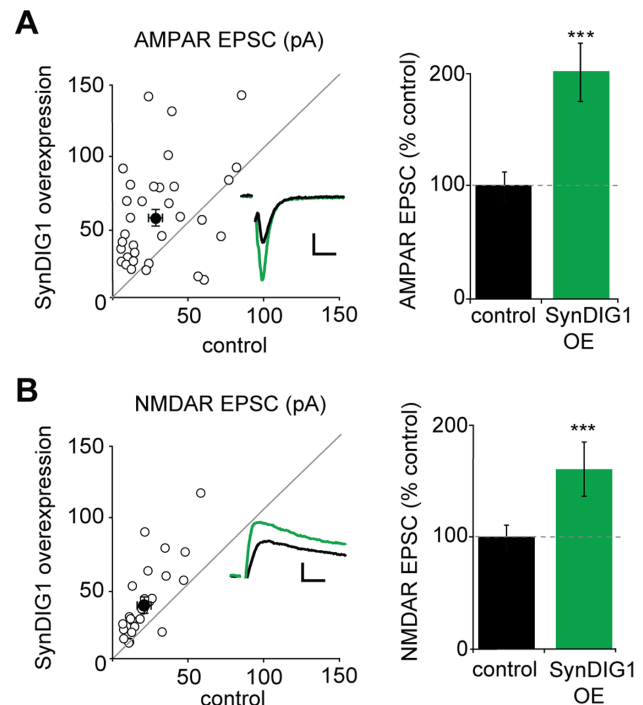 A
AMPAR EPSC (pA)
SynDIG1 overexpression
150
100
50
0
50
100
150
control
AMPAR EPSC (% control)
***
200
100
0
control
SynDIG1
OE
B
NMDAR EPSC (pA)
SynDIG1 overexpression
150
100
50
0
50
100
150
control
NMDAR EPSC (% control)
***
200
100
0
control
SynDIG1
OE